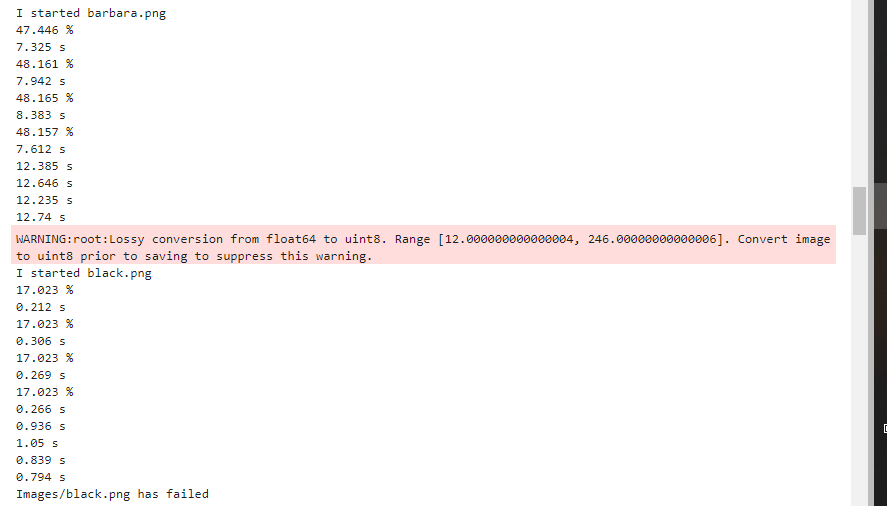 I started barbara.png
47.446 %
7.325 s
48.161 %
7.942 s
48.165 %
8.383 s
48.157 %
7.612 s
12.385 s
12.646 s
12.235 s
12.74 s
WARNING:root:Lossy conversion from float64 to uint8. Range [12.000000000000004, 246.00000000000006]. Convert image
to uint8 prior to saving to suppress this warning.
I started black.png
17.023 %
0.212 s
17.023 %
0.306 s
17.023 %
0.269 s
17.023 %
0.266 s
0.936 s
1.05 s
0.839 s
0.794 s
Images/black.png has failed